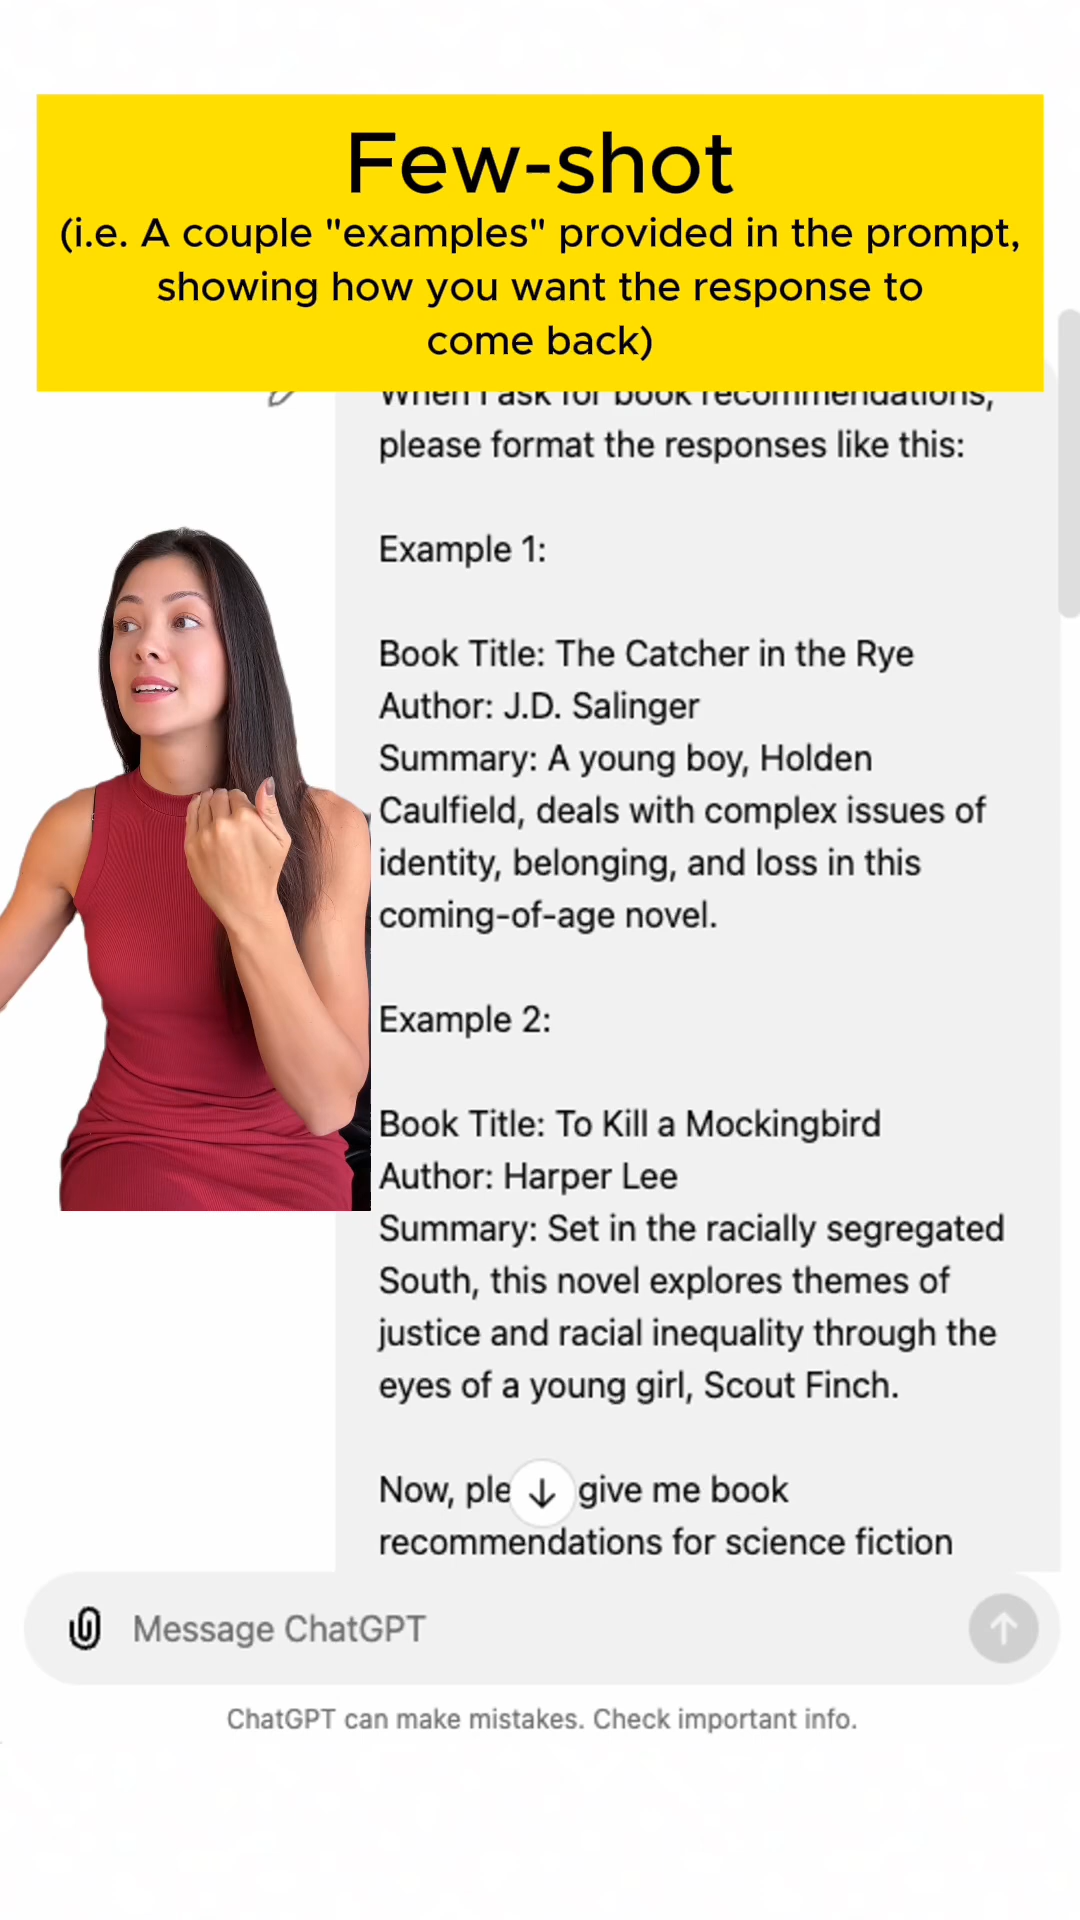 Few-shot
(i.e. A couple "examples" provided in the prompt,
showing how you want the response to
come back)
When I ask for book recommendations,
please format the responses like this:
Example 1:
Book Title: The Catcher in the Rye
Author: J.D. Salinger
Summary: A young boy, Holden
Caulfield, deals with complex issues of
identity, belonging, and loss in this
coming-of-age novel.
Example 2:
Book Title: To Kill a Mockingbird
Author: Harper Lee
Summary: Set in the racially segregated
South, this novel explores themes of
justice and racial inequality through the
eyes of a young girl, Scout Finch.
Now, give me book
recommendations for science fiction
Message ChatGPT
ChatGPT can make mistakes. Check important info.